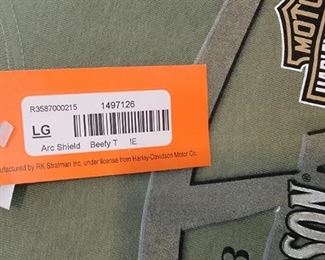 R3587000215 1497126
LG
Arc Shield Beefy T !E
ufactured by RK Stratman Inc. under license from Harley-Davidson Motor Co.
MOTO
SON